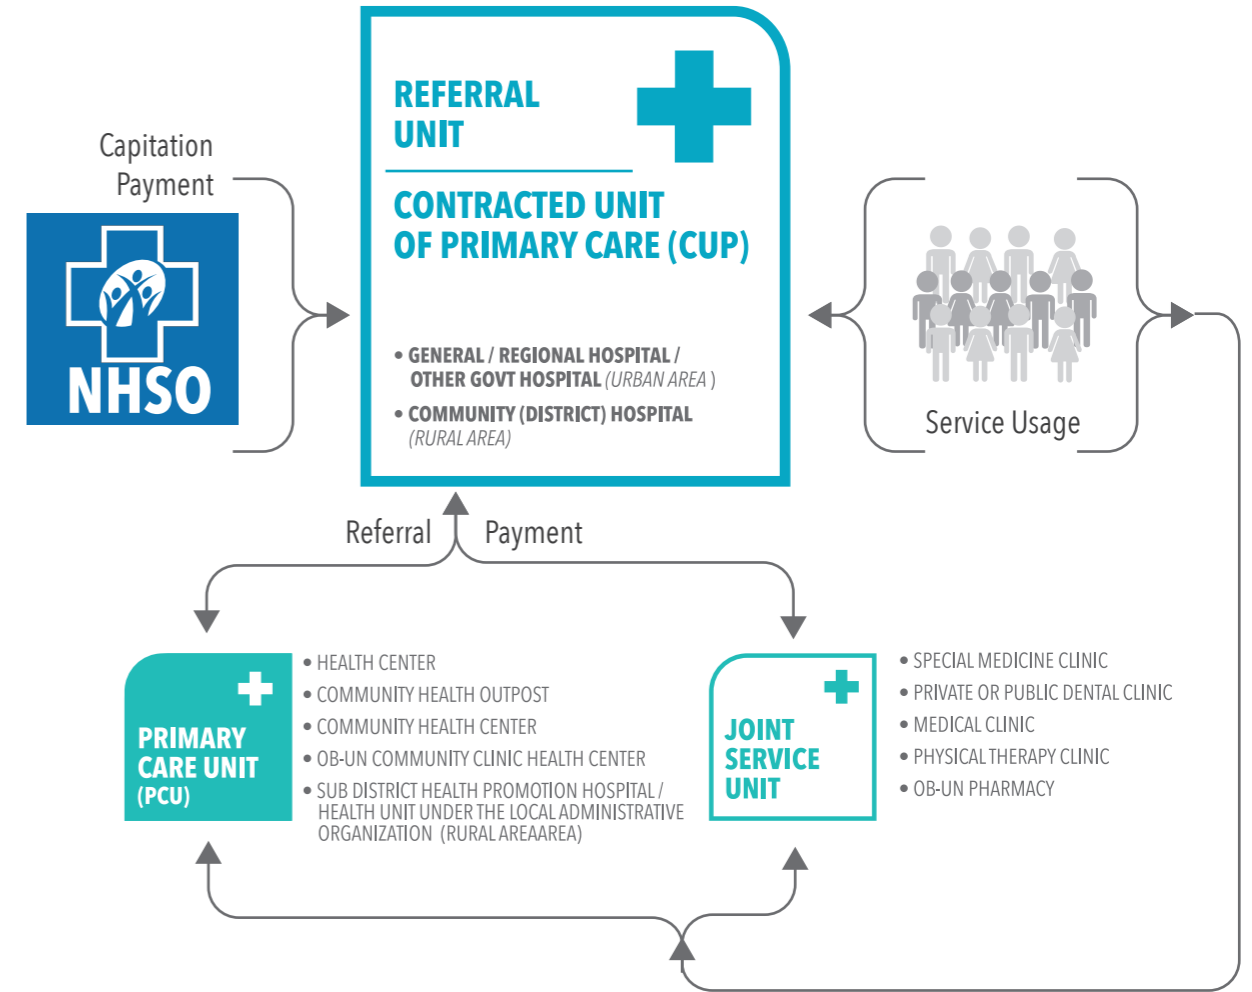 REFERRAL
UNIT
CONTRACTED UNIT
OF PRIMARY CARE (CUP)
• GENERAL / REGIONAL HOSPITAL /
OTHER GOVT HOSPITAL (URBAN AREA )
• COMMUNITY (DISTRICT) HOSPITAL
(RURAL AREA)
Capitation
Payment
NHSO
Service Usage
Referral
Payment
PRIMARY
CARE UNIT
(PCU)
• HEALTH CENTER
• COMMUNITY HEALTH OUTPOST
• COMMUNITY HEALTH CENTER
• OB-UN COMMUNITY CLINIC HEALTH CENTER
• SUB DISTRICT HEALTH PROMOTION HOSPITAL /
HEALTH UNIT UNDER THE LOCAL ADMINISTRATIVE
ORGANIZATION (RURAL AREAAREA)
JOINT
SERVICE
UNIT
• SPECIAL MEDICINE CLINIC
• PRIVATE OR PUBLIC DENTAL CLINIC
• MEDICAL CLINIC
• PHYSICAL THERAPY CLINIC
• OB-UN PHARMACY